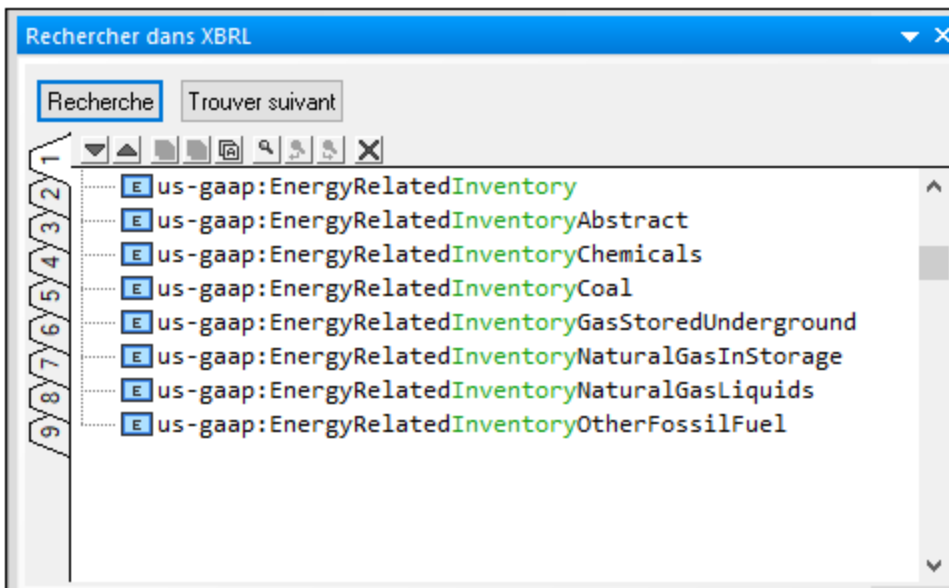 Rechercher dans XBRL
Recherche Trouver suivant
1
2
3
4
5
6
7
8
9
E us-gaap:EnergyRelatedInventory
E us-gaap:EnergyRelatedInventoryAbstract
E us-gaap:EnergyRelatedInventoryChemicals
E us-gaap:EnergyRelatedInventoryCoal
E us-gaap:EnergyRelatedInventoryGasStoredUnderground
E us-gaap:EnergyRelatedInventoryNaturalGasInStorage
E us-gaap:EnergyRelatedInventoryNaturalGasLiquids
E us-gaap:EnergyRelatedInventoryOtherFossilFuel